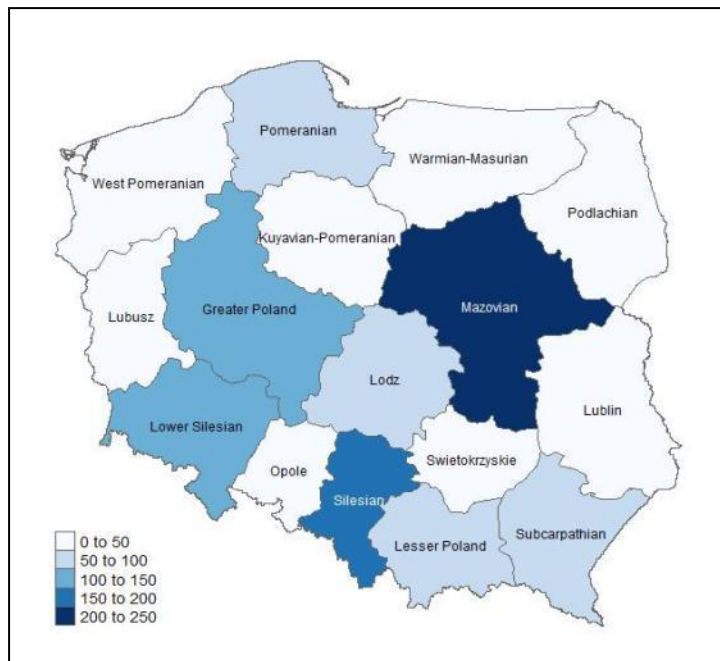 Pomeranian
Warmian-Masurian
West Pomeranian
Podlachian
Kuyavian-Pomeranian
Lubusz
Greater Poland
Mazovian
Lodz
Lublin
Lower Silesian
Opole
Swietokrzyskie
Silesian
Subcarpathian
Lesser Poland
0 to 50
50 to 100
100 to 150
150 to 200
200 to 250